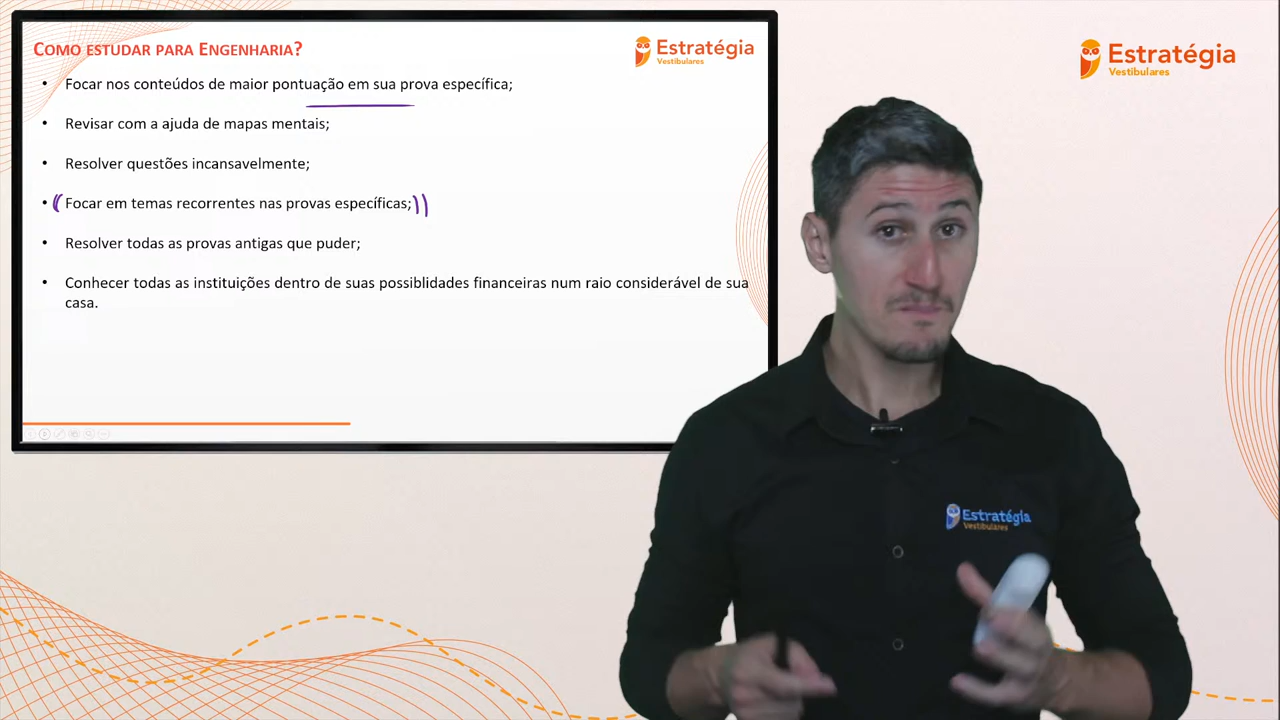 Como estudar para Engenharia?
Estratégia
Vestibulares
• Focar nos conteúdos de maior pontuação em sua prova específica;
• Revisar com a ajuda de mapas mentais;
• Resolver questões incansavelmente;
• Focar em temas recorrentes nas provas específicas;
• Resolver todas as provas antigas que puder;
• Conhecer todas as instituições dentro de suas possiblidades financeiras num raio considerável de sua
casa.
Estratégia
Vestibulares
Estratégia
Vestibulares